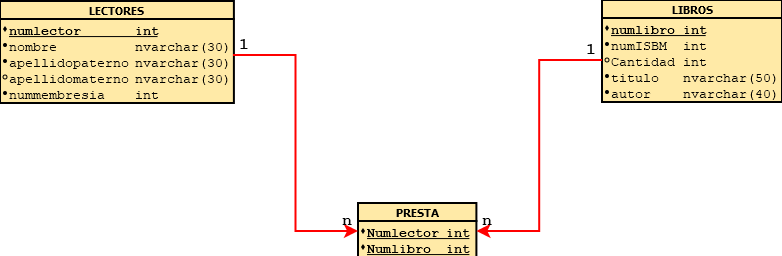 LECTORES
numlector int
nombre nvarchar(30)
apellidopaterno nvarchar(30)
apellidomaterno nvarchar(30)
nummembresia int
1
LIBROS
numlibro int
numISBM int
Cantidad int
titulo nvarchar(50)
autor nvarchar(40)
1
n
PRESTA
n
Numlector int
Numlibro int